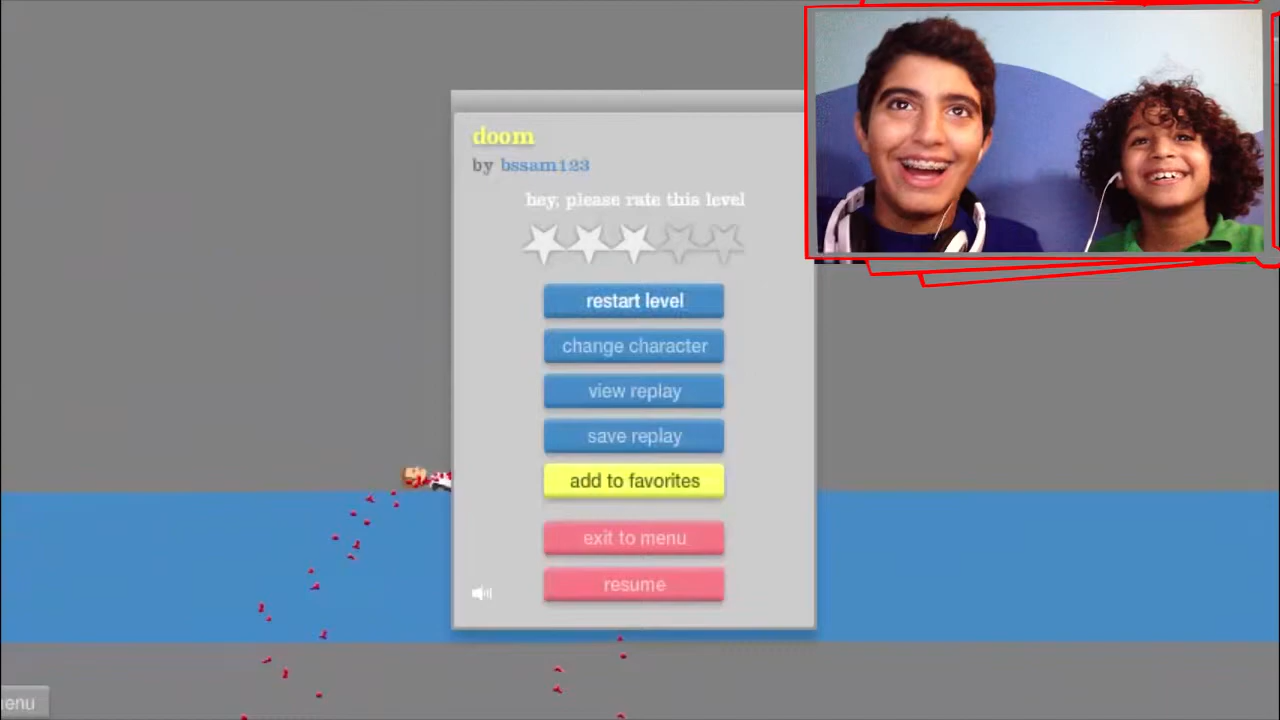 doom
by bssam123
hey, please rate this level
restart level
change character
view replay
save replay
add to favorites
exit to menu
resume
enu